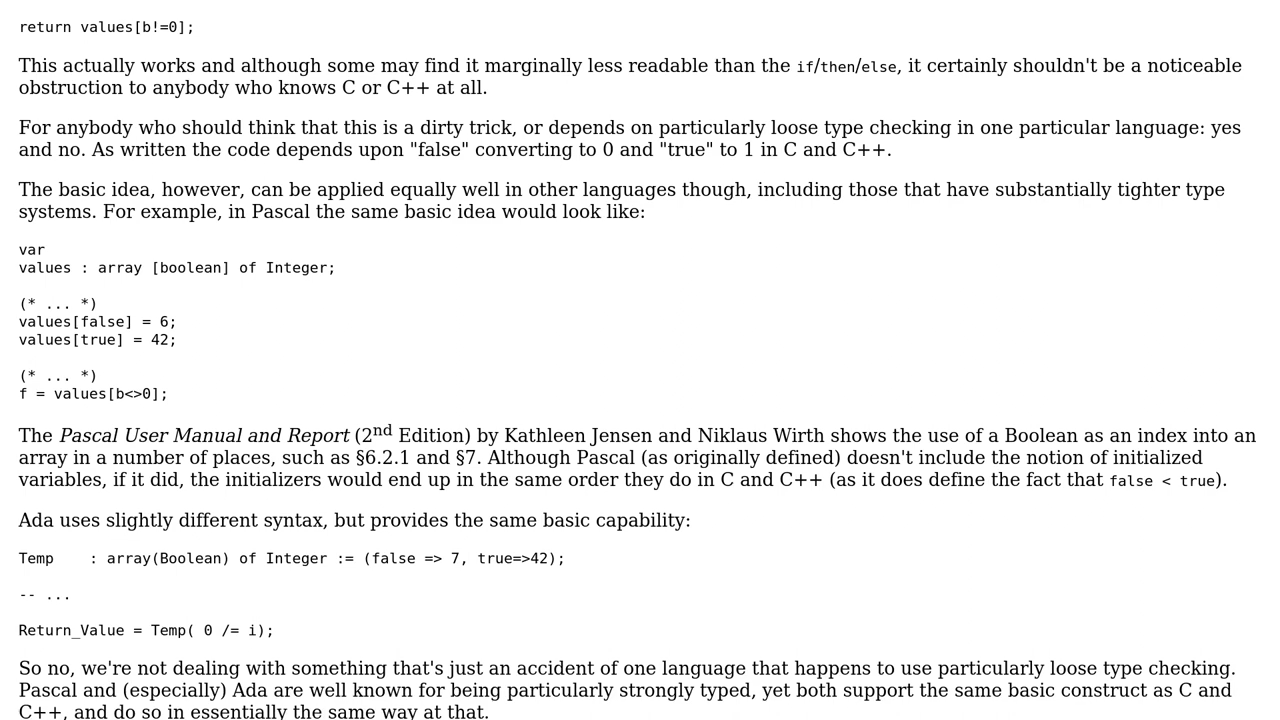 return values[b!=0];
This actually works and although some may find it marginally less readable than the if/then/else, it certainly shouldn't be a noticeable
obstruction to anybody who knows C or C++ at all.
For anybody who should think that this is a dirty trick, or depends on particularly loose type checking in one particular language: yes
and no. As written the code depends upon "false" converting to 0 and "true" to 1 in C and C++.
The basic idea, however, can be applied equally well in other languages though, including those that have substantially tighter type
systems. For example, in Pascal the same basic idea would look like:
var
values : array [boolean] of Integer;
(* ... *)
values[false] = 6;
values[true] = 42;
(* ... *)
f = values[b<>0];
The Pascal User Manual and Report (2nd Edition) by Kathleen Jensen and Niklaus Wirth shows the use of a Boolean as an index into an
array in a number of places, such as §6.2.1 and §7. Although Pascal (as originally defined) doesn't include the notion of initialized
variables, if it did, the initializers would end up in the same order they do in C and C++ (as it does define the fact that false < true).
Ada uses slightly different syntax, but provides the same basic capability:
Temp    : array(Boolean) of Integer := (false => 7, true=>42);
-- ...
Return_Value = Temp( 0 /= i);
So no, we're not dealing with something that's just an accident of one language that happens to use particularly loose type checking.
Pascal and (especially) Ada are well known for being particularly strongly typed, yet both support the same basic construct as C and
C++, and do so in essentially the same way at that.